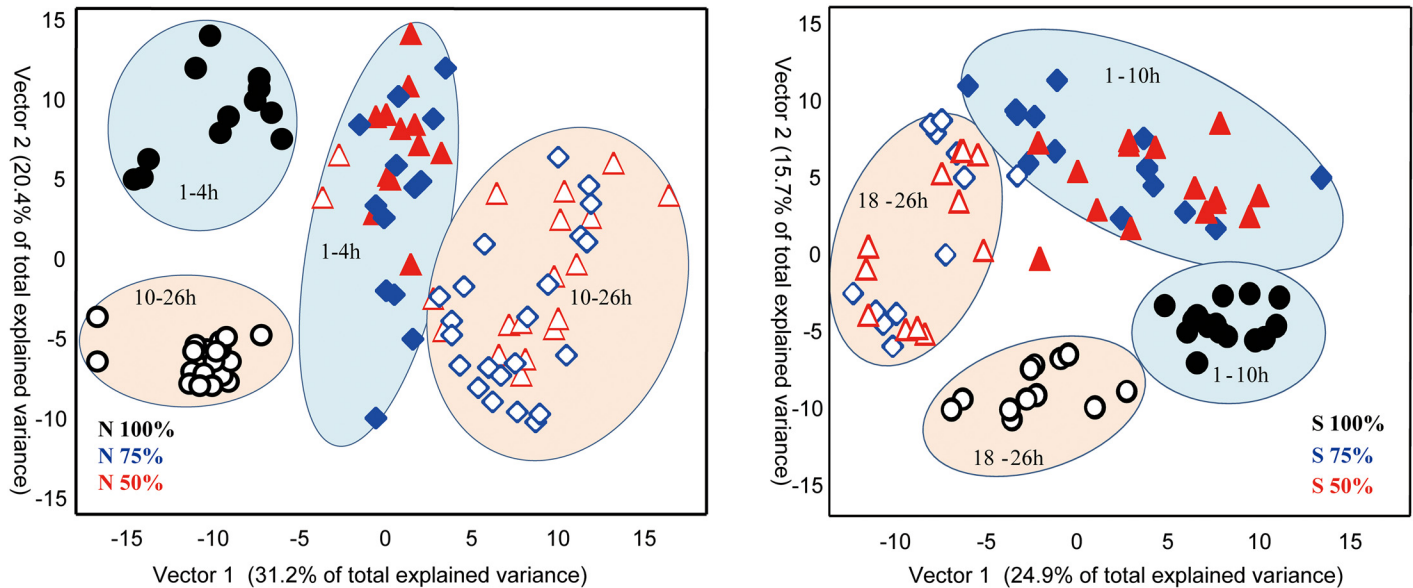 15
10
5
0
-5
-10
-15
Vector 2 (20.4% of total explained variance)
1-4h
1-4h
10-26h
10-26h
N 100%
N 75%
N 50%
-15 -10 -5 0 5 10 15
Vector 1 (31.2% of total explained variance)
15
10
5
0
-5
-10
-15
Vector 2 (15.7% of total explained variance)
1 -10h
18 -26h
1 -10h
18 -26h
S 100%
S 75%
S 50%
-10 -5 0 5 10 15
Vector 1 (24.9% of total explained variance)